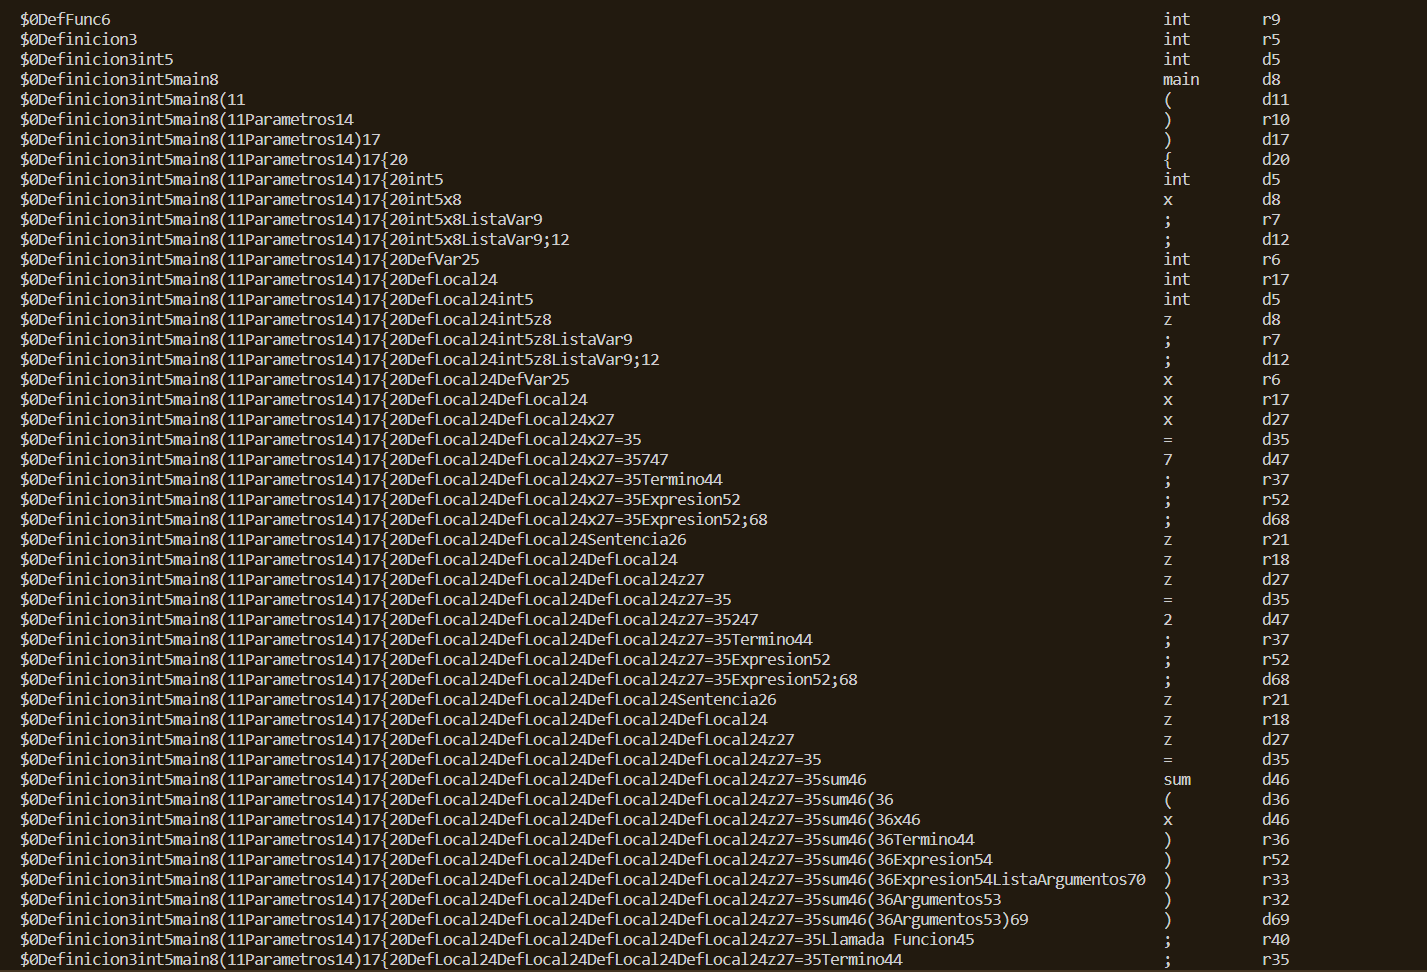 $0DefFunc6 int r9
$0Definicion3 int r5
$0Definicion3int5 int d5
$0Definicion3int5main8 main d8
$0Definicion3int5main8(11 ( d11
$0Definicion3int5main8(11Parametros14 ) r10
$0Definicion3int5main8(11Parametros14)17 ) d17
$0Definicion3int5main8(11Parametros14)17{20 { d20
$0Definicion3int5main8(11Parametros14)17{20int5 int d5
$0Definicion3int5main8(11Parametros14)17{20int5x8 x d8
$0Definicion3int5main8(11Parametros14)17{20int5x8ListaVar9 ; r7
$0Definicion3int5main8(11Parametros14)17{20int5x8ListaVar9;12 ; d12
$0Definicion3int5main8(11Parametros14)17{20DefVar25 int r6
$0Definicion3int5main8(11Parametros14)17{20DefLocal24 int r17
$0Definicion3int5main8(11Parametros14)17{20DefLocal24int5 int d5
$0Definicion3int5main8(11Parametros14)17{20DefLocal24int5z8 z d8
$0Definicion3int5main8(11Parametros14)17{20DefLocal24int5z8ListaVar9 ; r7
$0Definicion3int5main8(11Parametros14)17{20DefLocal24int5z8ListaVar9;12 ; d12
$0Definicion3int5main8(11Parametros14)17{20DefLocal24DefVar25 x r6
$0Definicion3int5main8(11Parametros14)17{20DefLocal24DefLocal24 x r17
$0Definicion3int5main8(11Parametros14)17{20DefLocal24DefLocal24x27 x d27
$0Definicion3int5main8(11Parametros14)17{20DefLocal24DefLocal24x27=35 = d35
$0Definicion3int5main8(11Parametros14)17{20DefLocal24DefLocal24x27=35747 7 d47
$0Definicion3int5main8(11Parametros14)17{20DefLocal24DefLocal24x27=35Termino44 ; r37
$0Definicion3int5main8(11Parametros14)17{20DefLocal24DefLocal24x27=35Expresion52 ; r52
$0Definicion3int5main8(11Parametros14)17{20DefLocal24DefLocal24x27=35Expresion52;68 ; d68
$0Definicion3int5main8(11Parametros14)17{20DefLocal24DefLocal24Sentencia26 z r21
$0Definicion3int5main8(11Parametros14)17{20DefLocal24DefLocal24DefLocal24 z r18
$0Definicion3int5main8(11Parametros14)17{20DefLocal24DefLocal24DefLocal24z27 z d27
$0Definicion3int5main8(11Parametros14)17{20DefLocal24DefLocal24DefLocal24z27=35 = d35
$0Definicion3int5main8(11Parametros14)17{20DefLocal24DefLocal24DefLocal24z27=35247 2 d47
$0Definicion3int5main8(11Parametros14)17{20DefLocal24DefLocal24DefLocal24z27=35Termino44 ; r37
$0Definicion3int5main8(11Parametros14)17{20DefLocal24DefLocal24DefLocal24z27=35Expresion52 ; r52
$0Definicion3int5main8(11Parametros14)17{20DefLocal24DefLocal24DefLocal24z27=35Expresion52;68 ; d68
$0Definicion3int5main8(11Parametros14)17{20DefLocal24DefLocal24DefLocal24Sentencia26 z r21
$0Definicion3int5main8(11Parametros14)17{20DefLocal24DefLocal24DefLocal24DefLocal24 z r18
$0Definicion3int5main8(11Parametros14)17{20DefLocal24DefLocal24DefLocal24DefLocal24z27 z d27
$0Definicion3int5main8(11Parametros14)17{20DefLocal24DefLocal24DefLocal24DefLocal24z27=35 = d35
$0Definicion3int5main8(11Parametros14)17{20DefLocal24DefLocal24DefLocal24DefLocal24z27=35sum46 sum d46
$0Definicion3int5main8(11Parametros14)17{20DefLocal24DefLocal24DefLocal24DefLocal24z27=35sum46(36 ( d36
$0Definicion3int5main8(11Parametros14)17{20DefLocal24DefLocal24DefLocal24DefLocal24z27=35sum46(36x46 x d46
$0Definicion3int5main8(11Parametros14)17{20DefLocal24DefLocal24DefLocal24DefLocal24z27=35sum46(36Termino44 ) r36
$0Definicion3int5main8(11Parametros14)17{20DefLocal24DefLocal24DefLocal24DefLocal24z27=35sum46(36Expresion54 ) r52
$0Definicion3int5main8(11Parametros14)17{20DefLocal24DefLocal24DefLocal24DefLocal24z27=35sum46(36Expresion54ListaArgumentos70 ) r33
$0Definicion3int5main8(11Parametros14)17{20DefLocal24DefLocal24DefLocal24DefLocal24z27=35sum46(36Argumentos53 ) r32
$0Definicion3int5main8(11Parametros14)17{20DefLocal24DefLocal24DefLocal24DefLocal24z27=35sum46(36Argumentos53)69 ) d69
$0Definicion3int5main8(11Parametros14)17{20DefLocal24DefLocal24DefLocal24DefLocal24z27=35Llamada Funcion45 ; r40
$0Definicion3int5main8(11Parametros14)17{20DefLocal24DefLocal24DefLocal24DefLocal24z27=35Termino44 ; r35